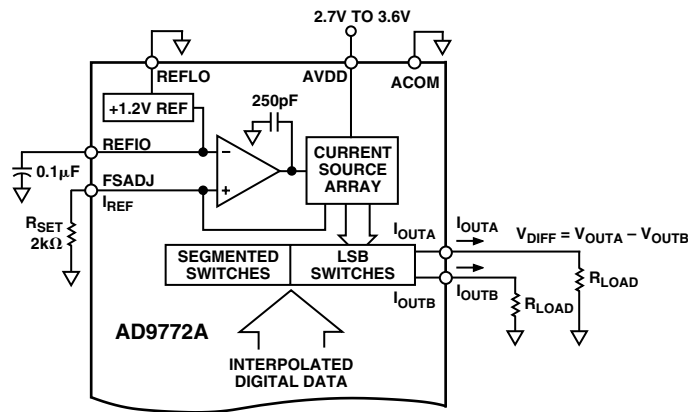 2.7V TO 3.6V
REFLO
AVDD
ACOM
+1.2V REF
250pF
REFIO
0.1µF
FSADJ
IREF
RSET
2kΩ
CURRENT
SOURCE
ARRAY
–
+
IOUTA
IOUTA
VDIFF = VOUTA – VOUTB
SEGMENTED
SWITCHES
LSB
SWITCHES
IOUTB
IOUTB
RLOAD
RLOAD
AD9772A
INTERPOLATED
DIGITAL DATA